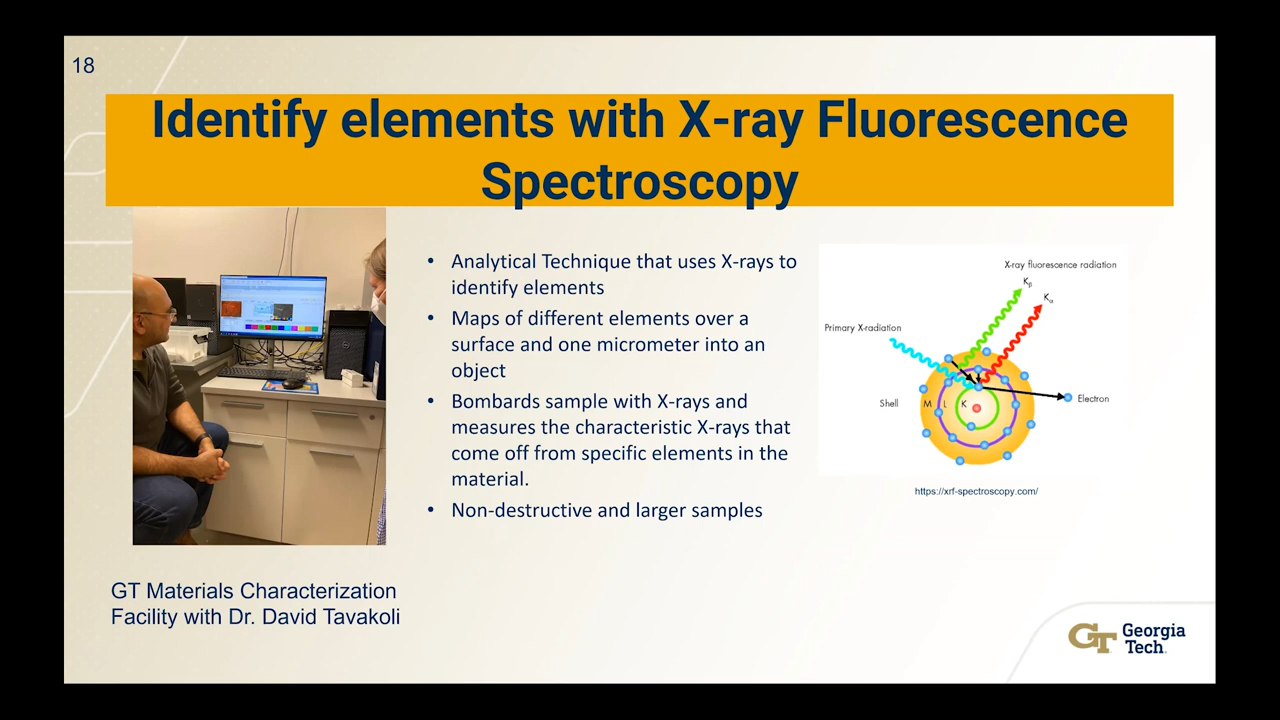 18
Identify elements with X-ray Fluorescence
Spectroscopy
• Analytical Technique that uses X-rays to
identify elements
• Maps of different elements over a
surface and one micrometer into an
object
• Bombards sample with X-rays and
measures the characteristic X-rays that
come off from specific elements in the
material.
• Non-destructive and larger samples
X-ray fluorescence radiation
Kβ
Kα
Primary X-radiation
Shell
M
L
K
Electron
https://xrf-spectroscopy.com/
GT Materials Characterization
Facility with Dr. David Tavakoli
GT
Georgia
Tech